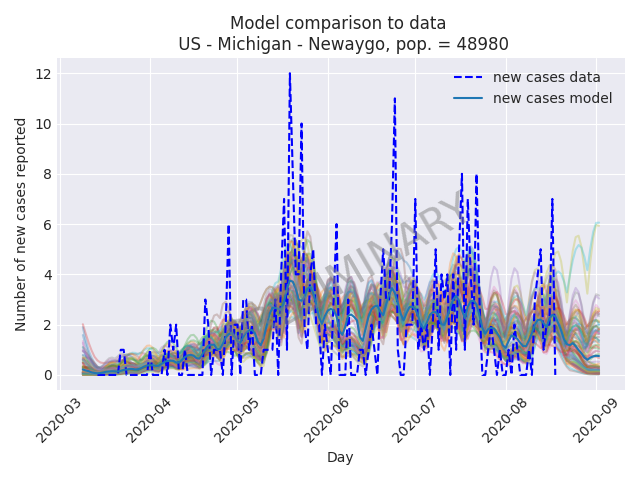 Model comparison to data
US - Michigan - Newaygo, pop. = 48980
new cases data
new cases model
Number of new cases reported
12
10
8
6
4
2
0
2020-03
2020-04
2020-05
2020-06
2020-07
2020-08
2020-09
Day